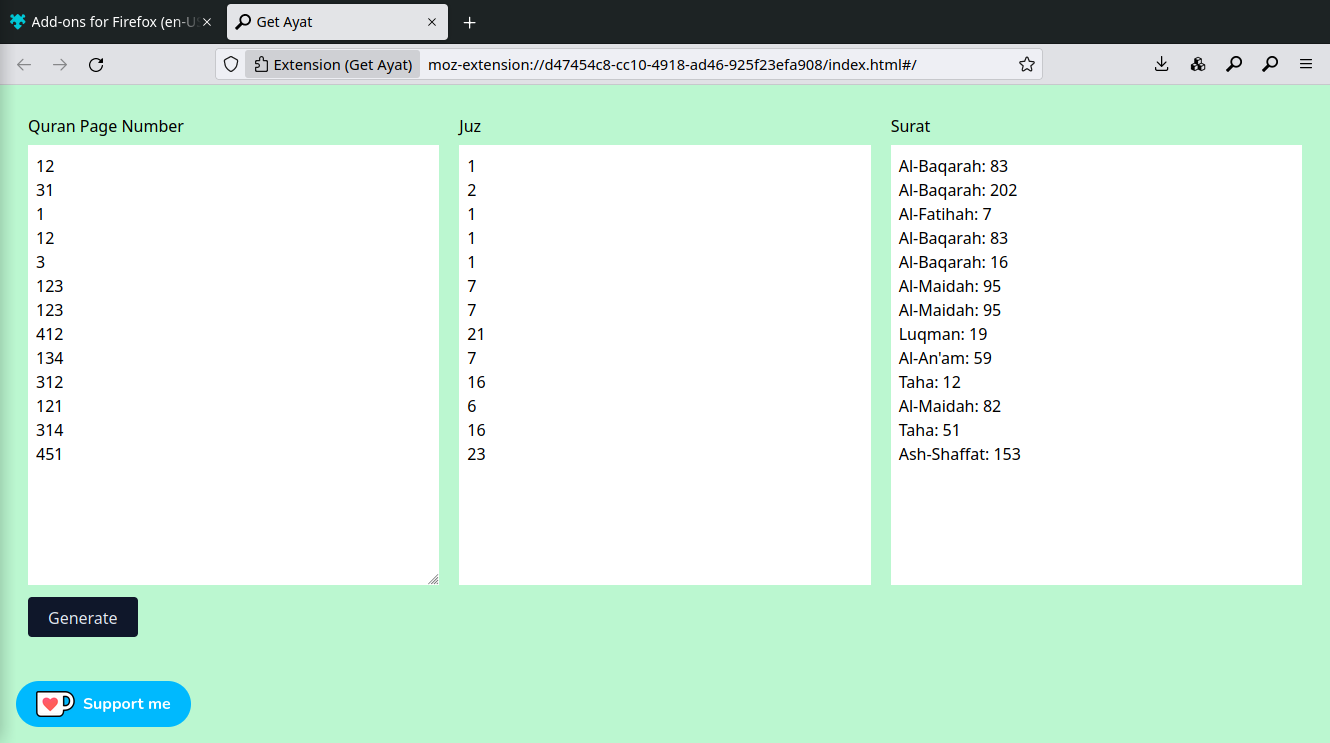 Add-ons for Firefox (en-US
Get Ayat
Extension (Get Ayat)
moz-extension://d47454c8-cc10-4918-ad46-925f23efa908/index.html#/
Quran Page Number
12
31
1
12
3
123
123
412
134
312
121
314
451
Juz
1
2
1
1
1
7
7
21
7
16
6
16
23
Surat
Al-Baqarah: 83
Al-Baqarah: 202
Al-Fatihah: 7
Al-Baqarah: 83
Al-Baqarah: 16
Al-Maidah: 95
Al-Maidah: 95
Luqman: 19
Al-An'am: 59
Taha: 12
Al-Maidah: 82
Taha: 51
Ash-Shaffat: 153
Generate
Support me